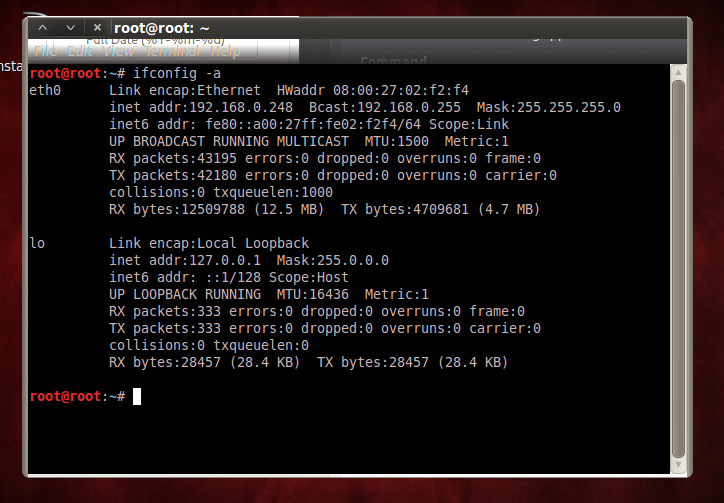 root@root: ~
Full Date (%Y-%m-%d)
File Edit View Terminal Help
Command
nsta
root@root:~# ifconfig -a
eth0 Link encap:Ethernet HWaddr 08:00:27:02:f2:f4
inet addr:192.168.0.248 Bcast:192.168.0.255 Mask:255.255.255.0
inet6 addr: fe80::a00:27ff:fe02:f2f4/64 Scope:Link
UP BROADCAST RUNNING MULTICAST MTU:1500 Metric:1
RX packets:43195 errors:0 dropped:0 overruns:0 frame:0
TX packets:42180 errors:0 dropped:0 overruns:0 carrier:0
collisions:0 txqueuelen:1000
RX bytes:12509788 (12.5 MB) TX bytes:4709681 (4.7 MB)
lo Link encap:Local Loopback
inet addr:127.0.0.1 Mask:255.0.0.0
inet6 addr: ::1/128 Scope:Host
UP LOOPBACK RUNNING MTU:16436 Metric:1
RX packets:333 errors:0 dropped:0 overruns:0 frame:0
TX packets:333 errors:0 dropped:0 overruns:0 carrier:0
collisions:0 txqueuelen:0
RX bytes:28457 (28.4 KB) TX bytes:28457 (28.4 KB)
root@root:~#